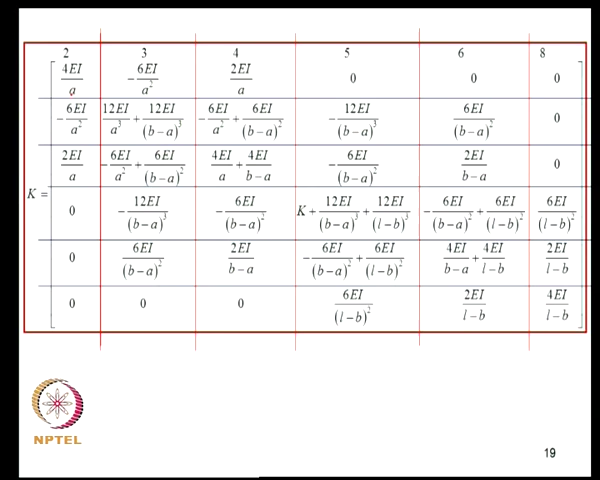 2 3 4 5 6 8
4EI/a -6EI/a² 2EI/a 0 0 0
-6EI/a² 12EI/a³ + 12EI/(b-a)³ -6EI/a² + 6EI/(b-a)² -12EI/(b-a)³ 6EI/(b-a)² 0
2EI/a -6EI/a² + 6EI/(b-a)² 4EI/a + 4EI/b-a -6EI/(b-a)² 2EI/b-a 0
K = 0 -12EI/(b-a)³ -6EI/(b-a)² K + 12EI/(b-a)³ + 12EI/(l-b)³ -6EI/(b-a)² + 6EI/(l-b)² 6EI/(l-b)²
0 6EI/(b-a)² 2EI/b-a -6EI/(b-a)² + 6EI/(l-b)² 4EI/b-a + 4EI/l-b 2EI/l-b
0 0 0 6EI/(l-b)² 2EI/l-b 4EI/l-b
NPTEL
19